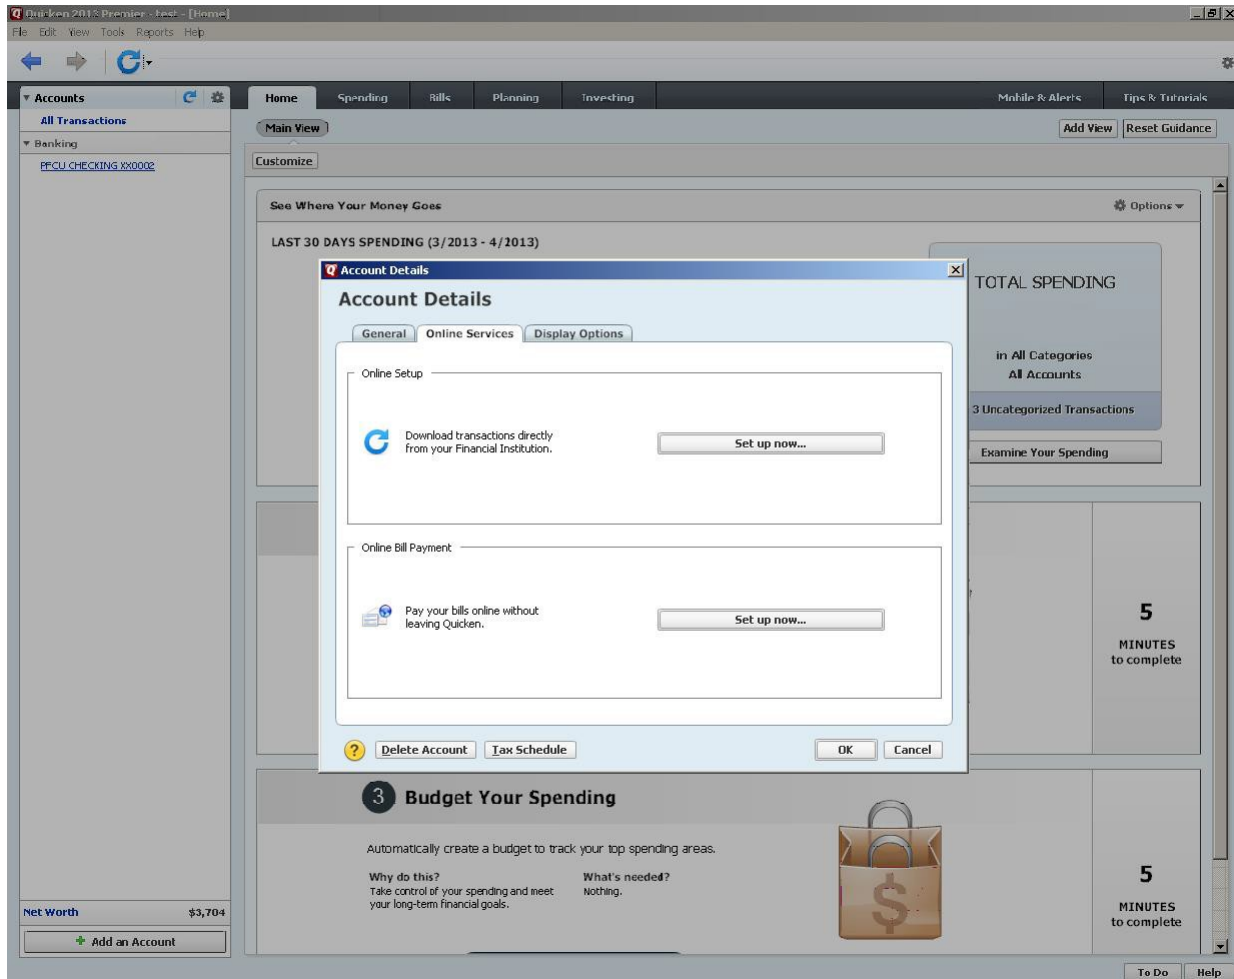 Quicken 2013 Premier - test - [Home]
File Edit View Tools Reports Help
Accounts
All Transactions
Banking
PFCU CHECKING XX0002
Home Spending Bills Planning Investing Mobile & Alerts Tips & Tutorials
Main View
Add View Reset Guidance
Customize
See Where Your Money Goes
Options
LAST 30 DAYS SPENDING (3/2013 - 4/2013)
TOTAL SPENDING
in All Categories
All Accounts
3 Uncategorized Transactions
Examine Your Spending
Account Details
Account Details
General Online Services Display Options
Online Setup
Download transactions directly
from your Financial Institution.
Set up now...
Online Bill Payment
Pay your bills online without
leaving Quicken.
Set up now...
? Delete Account Tax Schedule OK Cancel
5
MINUTES
to complete
3 Budget Your Spending
Automatically create a budget to track your top spending areas.
Why do this?
Take control of your spending and meet
your long-term financial goals.
What's needed?
Nothing.
$
5
MINUTES
to complete
Net Worth $3,704
Add an Account
To Do Help